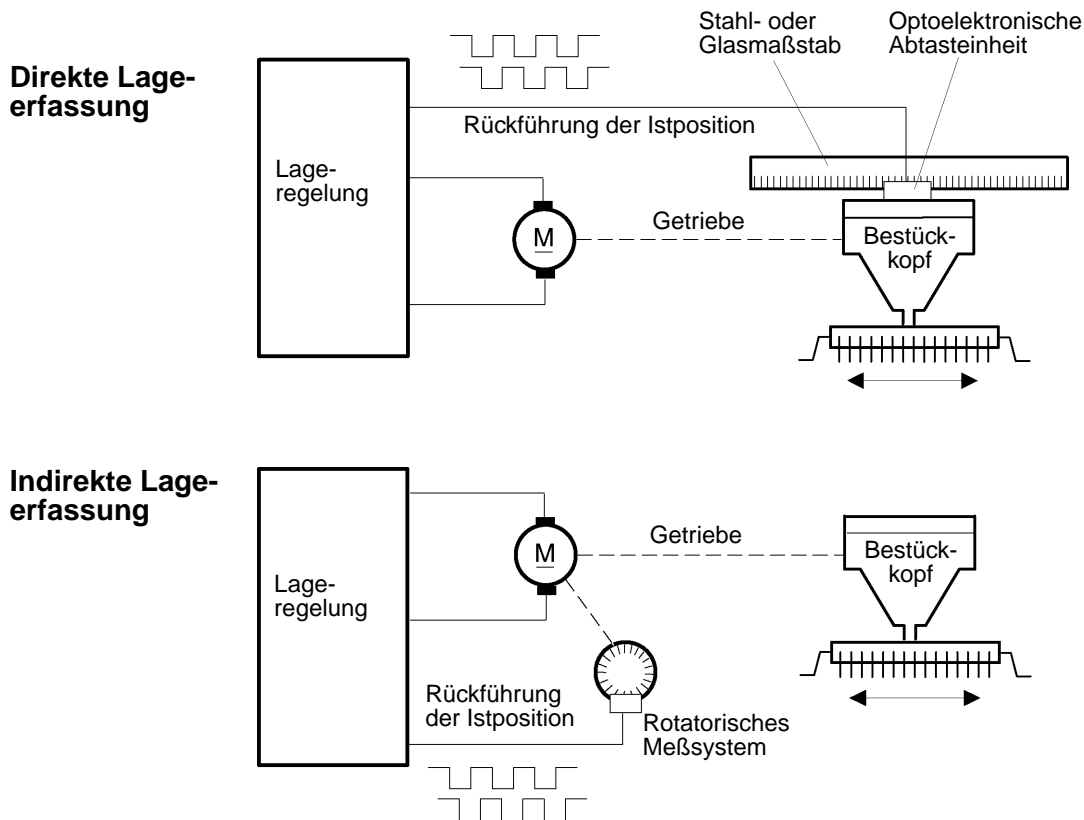 Direkte Lage-
erfassung
Stahl- oder
Glasmaßstab
Optoelektronische
Abtasteinheit
Rückführung der Istposition
Lage-
regelung
M
Getriebe
Bestück-
kopf
Indirekte Lage-
erfassung
Lage-
regelung
M
Getriebe
Bestück-
kopf
Rückführung
der Istposition
Rotatorisches
Meßsystem